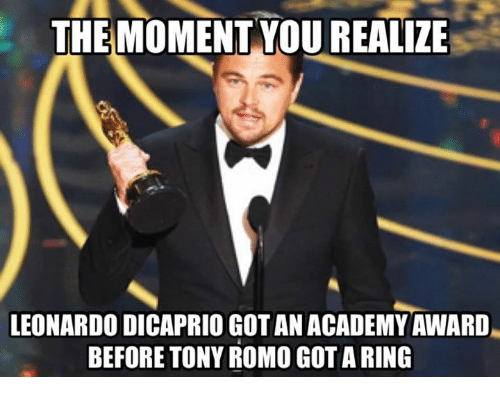 THE MOMENT YOU REALIZE
LEONARDO DICAPRIO GOT AN ACADEMY AWARD
BEFORE TONY ROMO GOT A RING